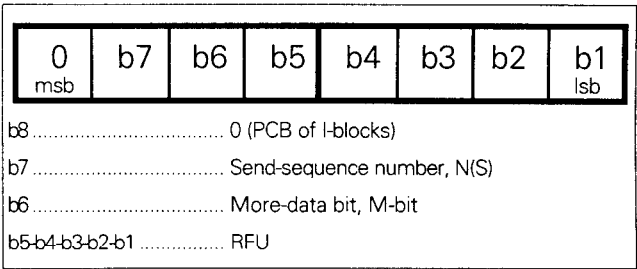 0 b7 b6 b5 b4 b3 b2 b1
msb lsb
b8 ................................ 0 (PCB of I-blocks)
b7 ................................ Send-sequence number, N(S)
b6 ................................ More-data bit, M-bit
b5-b4-b3-b2-b1 ............... RFU